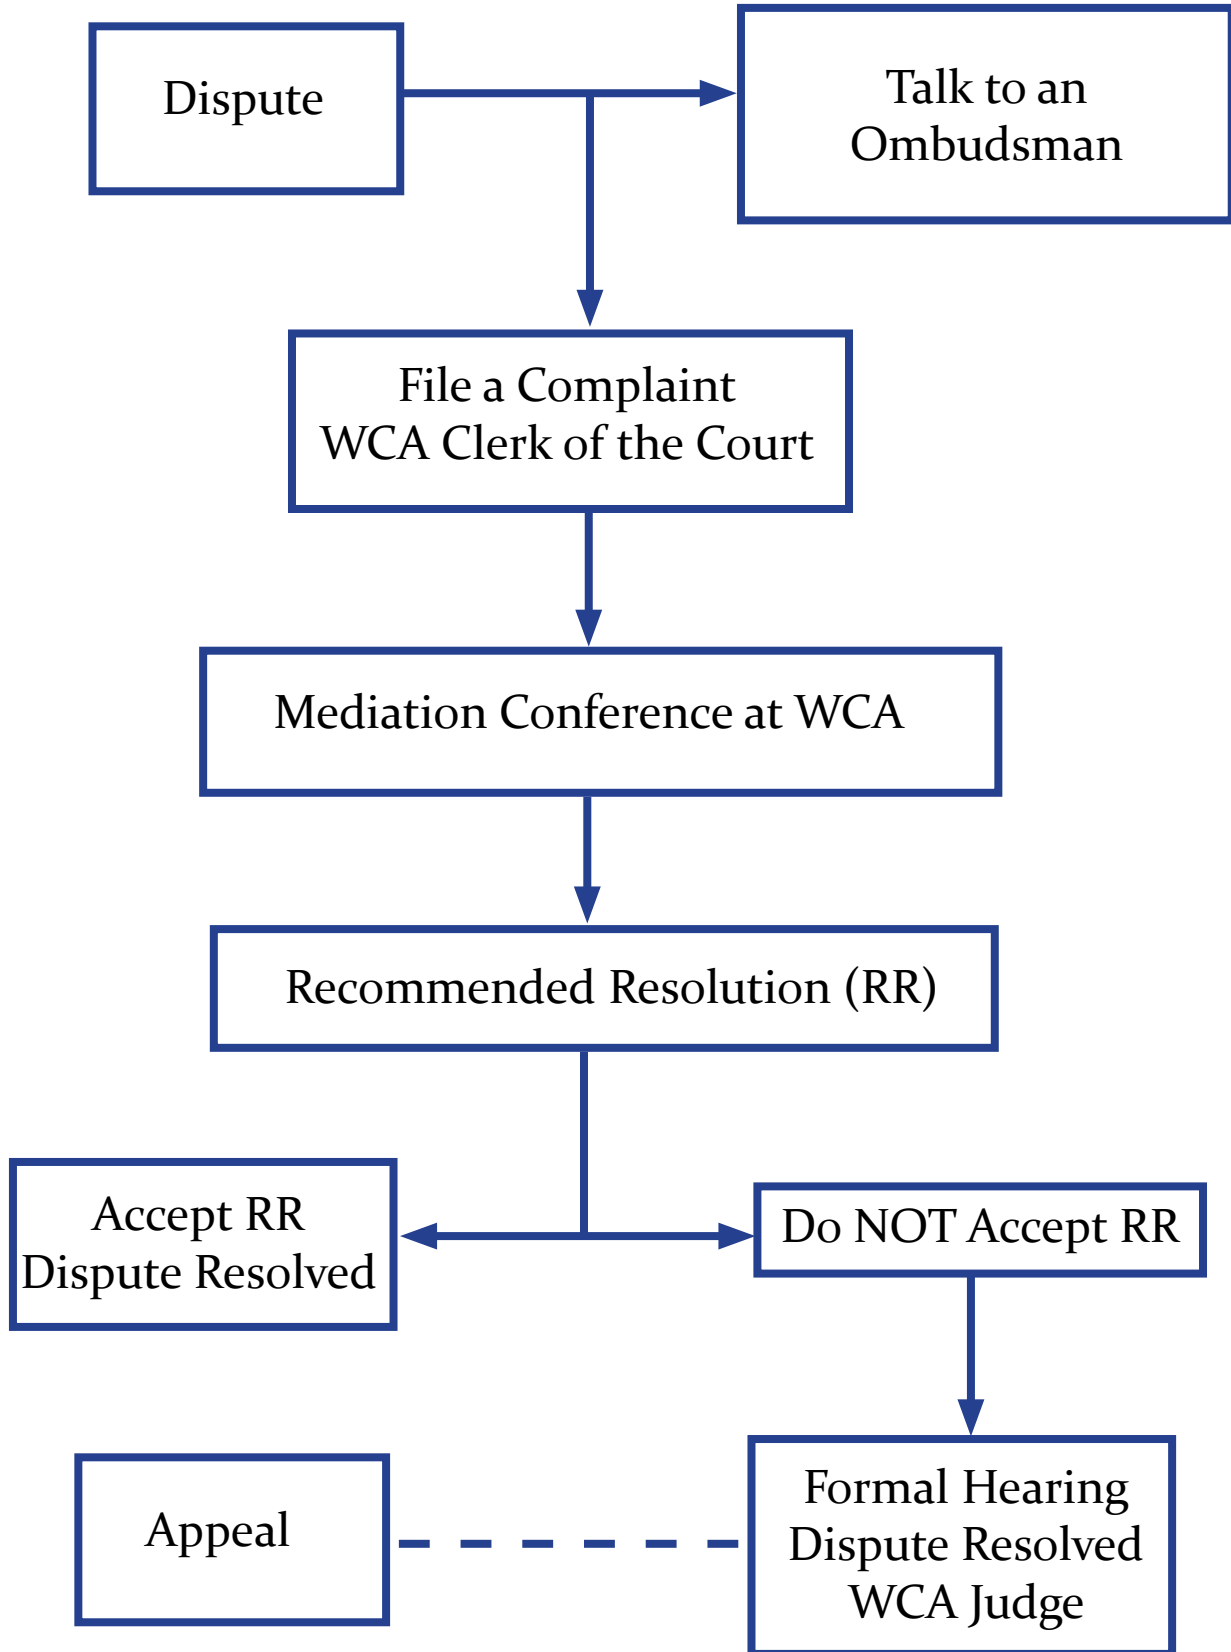 Dispute
Talk to an
Ombudsman
File a Complaint
WCA Clerk of the Court
Mediation Conference at WCA
Recommended Resolution (RR)
Accept RR
Dispute Resolved
Do NOT Accept RR
Appeal
Formal Hearing
Dispute Resolved
WCA Judge